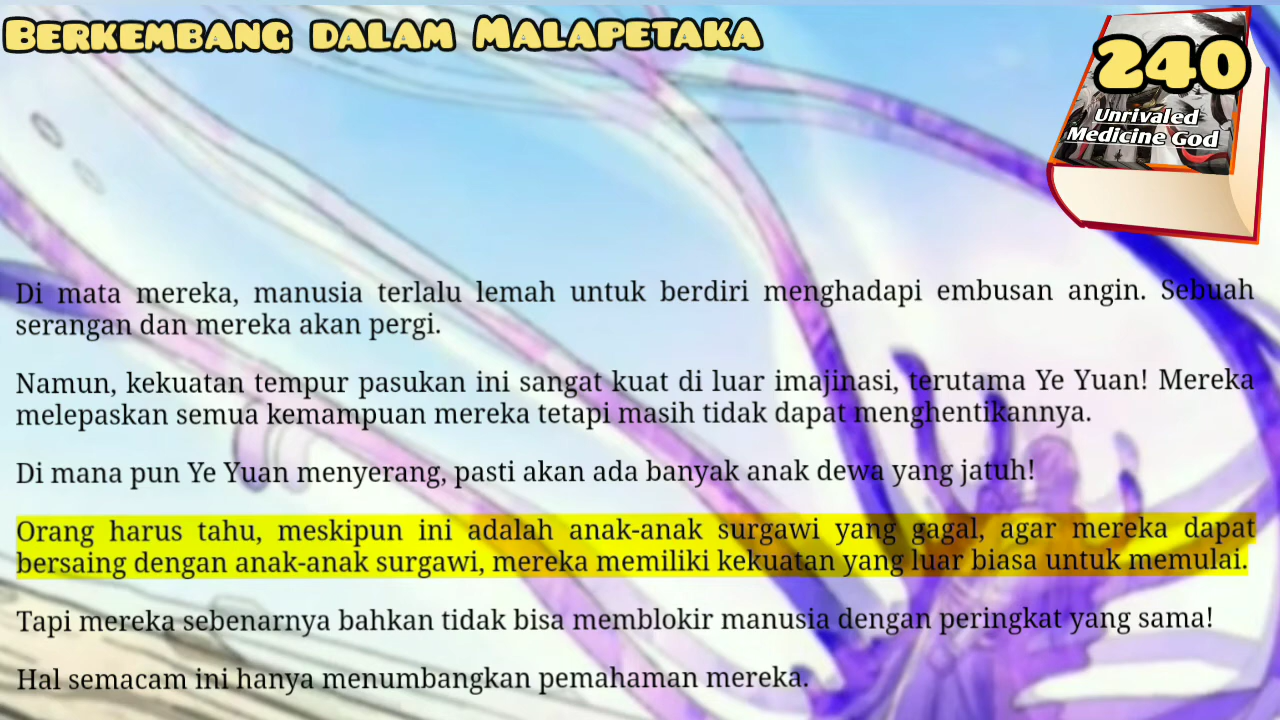 Berkembang dalam Malapetaka
240
Unrivaled
Medicine God
Di mata mereka, manusia terlalu lemah untuk berdiri menghadapi embusan angin. Sebuah
serangan dan mereka akan pergi.
Namun, kekuatan tempur pasukan ini sangat kuat di luar imajinasi, terutama Ye Yuan! Mereka
melepaskan semua kemampuan mereka tetapi masih tidak dapat menghentikannya.
Di mana pun Ye Yuan menyerang, pasti akan ada banyak anak dewa yang jatuh!
Orang harus tahu, meskipun ini adalah anak-anak surgawi yang gagal, agar mereka dapat
bersaing dengan anak-anak surgawi, mereka memiliki kekuatan yang luar biasa untuk memulai.
Tapi mereka sebenarnya bahkan tidak bisa memblokir manusia dengan peringkat yang sama!
Hal semacam ini hanya menumbangkan pemahaman mereka.